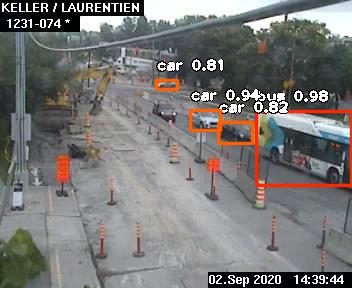 KELLER / LAURENTIEN
1231-074 *
car 0.81
car 0.94
bus 0.98
car 0.82
02.Sep 2020 14:39:44